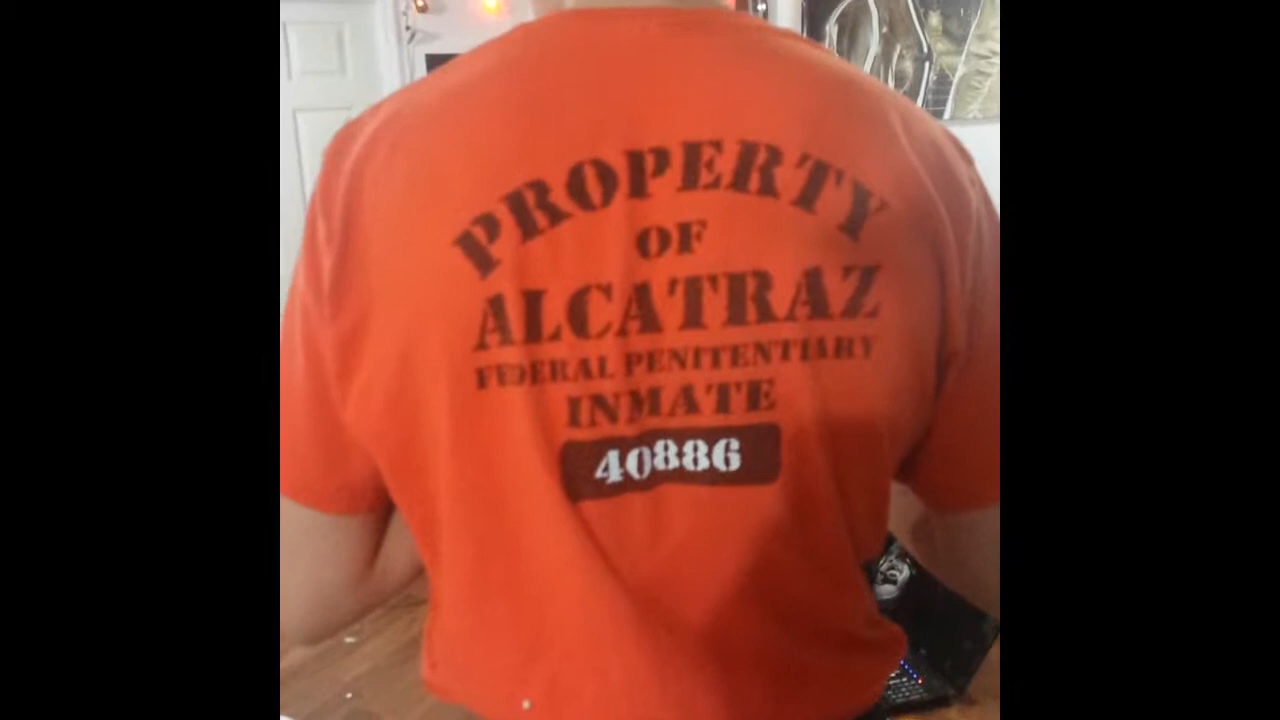 PROPERTY
OF
ALCATRAZ
FEDERAL PENITENTIARY
INMATE
40886